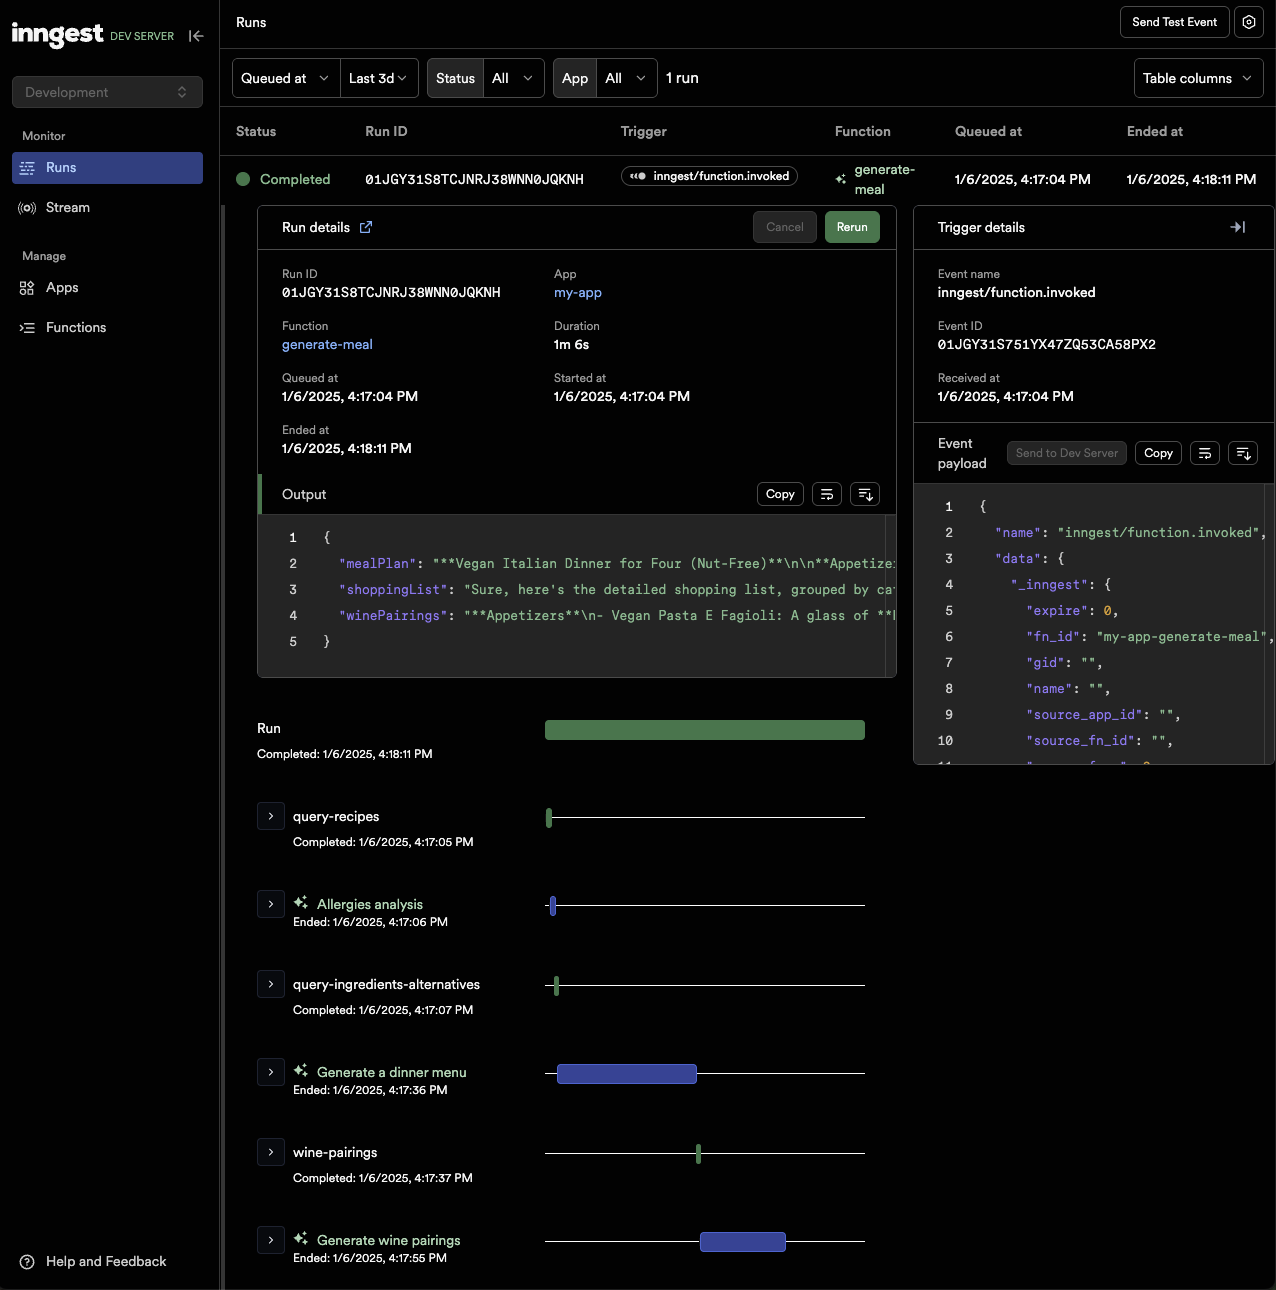 inngest DEV SERVER
Development
Monitor
Runs
Stream
Manage
Apps
Functions
Help and Feedback
Runs
Send Test Event
Queued at
Last 3d
Status
All
App
All
1 run
Table columns
Status
Run ID
Trigger
Function
Queued at
Ended at
Completed
01JGY31S8TCJNRJ38WNN0JQKNH
inngest/function.invoked
generate-
meal
1/6/2025, 4:17:04 PM
1/6/2025, 4:18:11 PM
Run details
Cancel
Rerun
Run ID
01JGY31S8TCJNRJ38WNN0JQKNH
App
my-app
Function
generate-meal
Duration
1m 6s
Queued at
1/6/2025, 4:17:04 PM
Started at
1/6/2025, 4:17:04 PM
Ended at
1/6/2025, 4:18:11 PM
Output
Copy
1 {
2 "mealPlan": "**Vegan Italian Dinner for Four (Nut-Free)**\n\n**Appetize
3 "shoppingList": "Sure, here's the detailed shopping list, grouped by ca
4 "winePairings": "**Appetizers**\n- Vegan Pasta E Fagioli: A glass of **
5 }
Run
Completed: 1/6/2025, 4:18:11 PM
query-recipes
Completed: 1/6/2025, 4:17:05 PM
Allergies analysis
Ended: 1/6/2025, 4:17:06 PM
query-ingredients-alternatives
Completed: 1/6/2025, 4:17:07 PM
Generate a dinner menu
Ended: 1/6/2025, 4:17:36 PM
wine-pairings
Completed: 1/6/2025, 4:17:37 PM
Generate wine pairings
Ended: 1/6/2025, 4:17:55 PM
Trigger details
Event name
inngest/function.invoked
Event ID
01JGY31S751YX47ZQ53CA58PX2
Received at
1/6/2025, 4:17:04 PM
Event
payload
Send to Dev Server
Copy
1 {
2 "name": "inngest/function.invoked",
3 "data": {
4 "_inngest": {
5 "expire": 0,
6 "fn_id": "my-app-generate-meal",
7 "gid": "",
8 "name": "",
9 "source_app_id": "",
10 "source_fn_id": "",